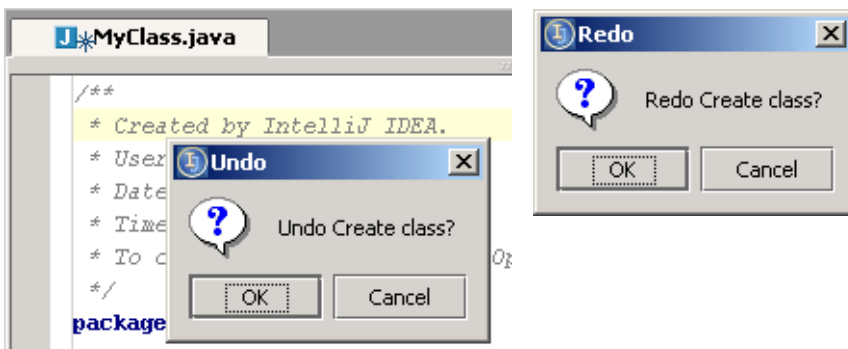 MyClass.java
/**
* Created by IntelliJ IDEA.
* User
* Date
* Time
* To c
*/
package
Undo
Undo Create class?
OK Cancel
Redo
Redo Create class?
OK Cancel